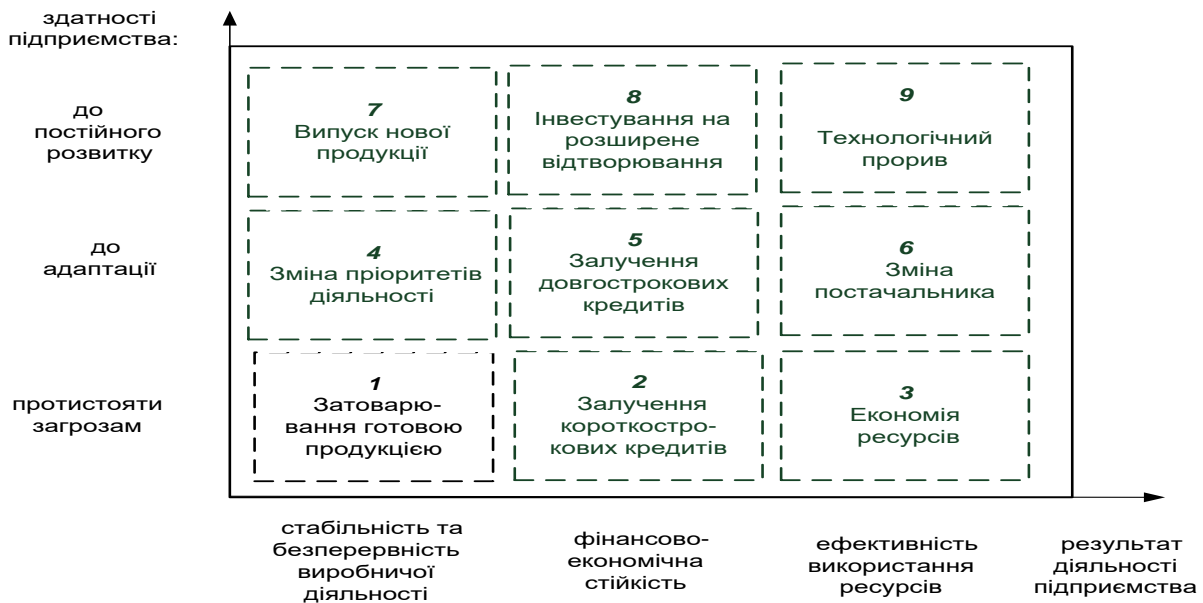 здатності
підприємства:
до
постійного
розвитку
7
Випуск нової
продукції
8
Інвестування на
розширене
відтворювання
9
Технологічний
прорив
до
адаптації
4
Зміна пріоритетів
діяльності
5
Залучення
довгострокових
кредитів
6
Зміна
постачальника
протистояти
загрозам
1
Затоварю-
вання готовою
продукцією
2
Залучення
короткостро-
кових кредитів
3
Економія
ресурсів
стабільність та
безперервність
виробничої
діяльності
фінансово-
економічна
стійкість
ефективність
використання
ресурсів
результат
діяльності
підприємства